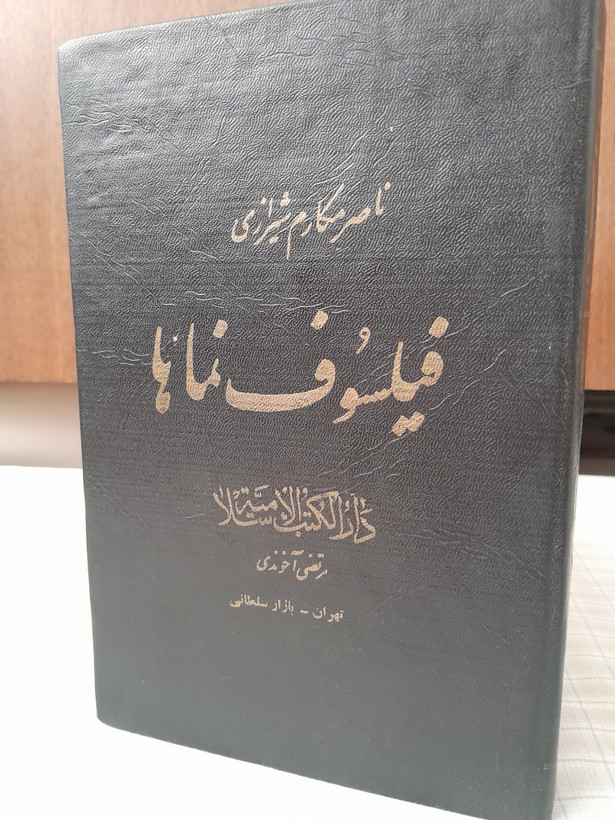 ناصر مکارم شیرازی
فیلسوف نماها
دار الکتب الاسلامیة
مرتضی آخوندی
تهران - بازار سلطانی